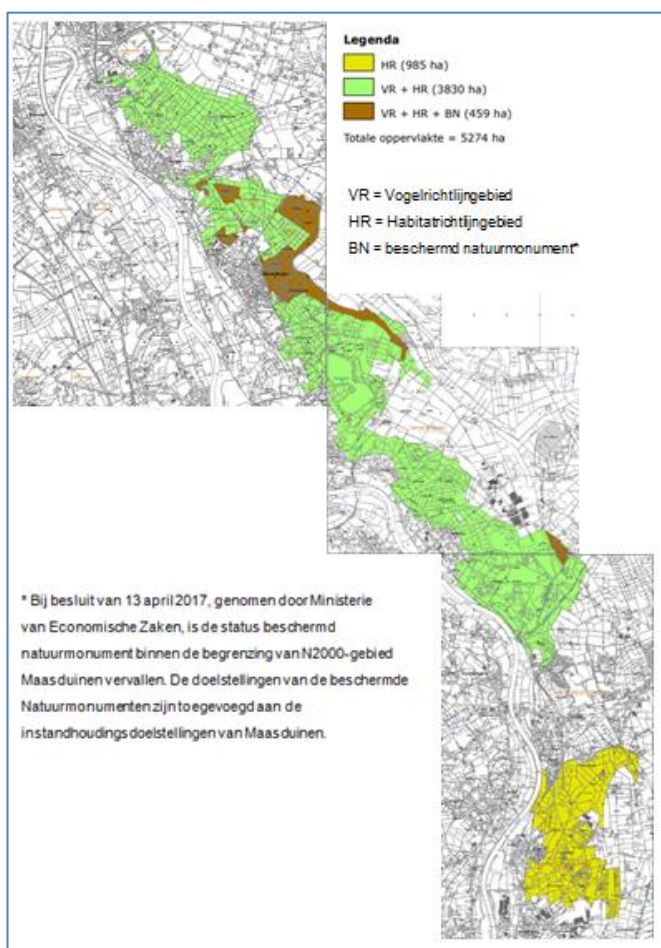 Legenda
HR (985 ha)
VR + HR (3830 ha)
VR + HR + BN (459 ha)
Totale oppervlakte = 5274 ha
VR = Vogelrichtlijngebied
HR = Habitatrichtlijngebied
BN = beschermd natuurmonument*
* Bij besluit van 13 april 2017, genomen door Ministerie
van Economische Zaken, is de status beschermd
natuurmonument binnen de begrenzing van N2000-gebied
Maasduinen vervallen. De doelstellingen van de beschermde
Natuurmonumenten zijn toegevoegd aan de
instandhoudingsdoelstellingen van Maasduinen.